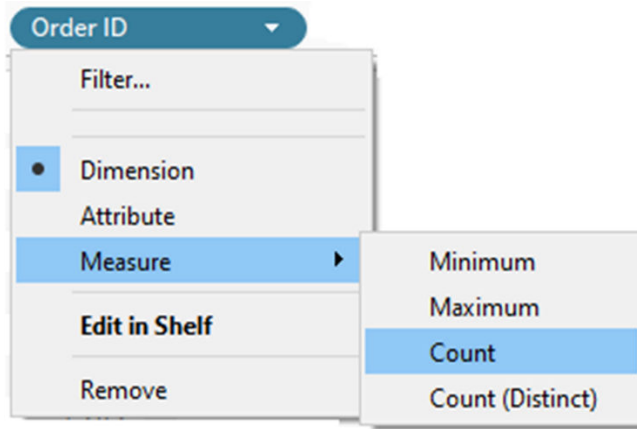 Order ID
Filter...
Dimension
Attribute
Measure
Edit in Shelf
Remove
Minimum
Maximum
Count
Count (Distinct)